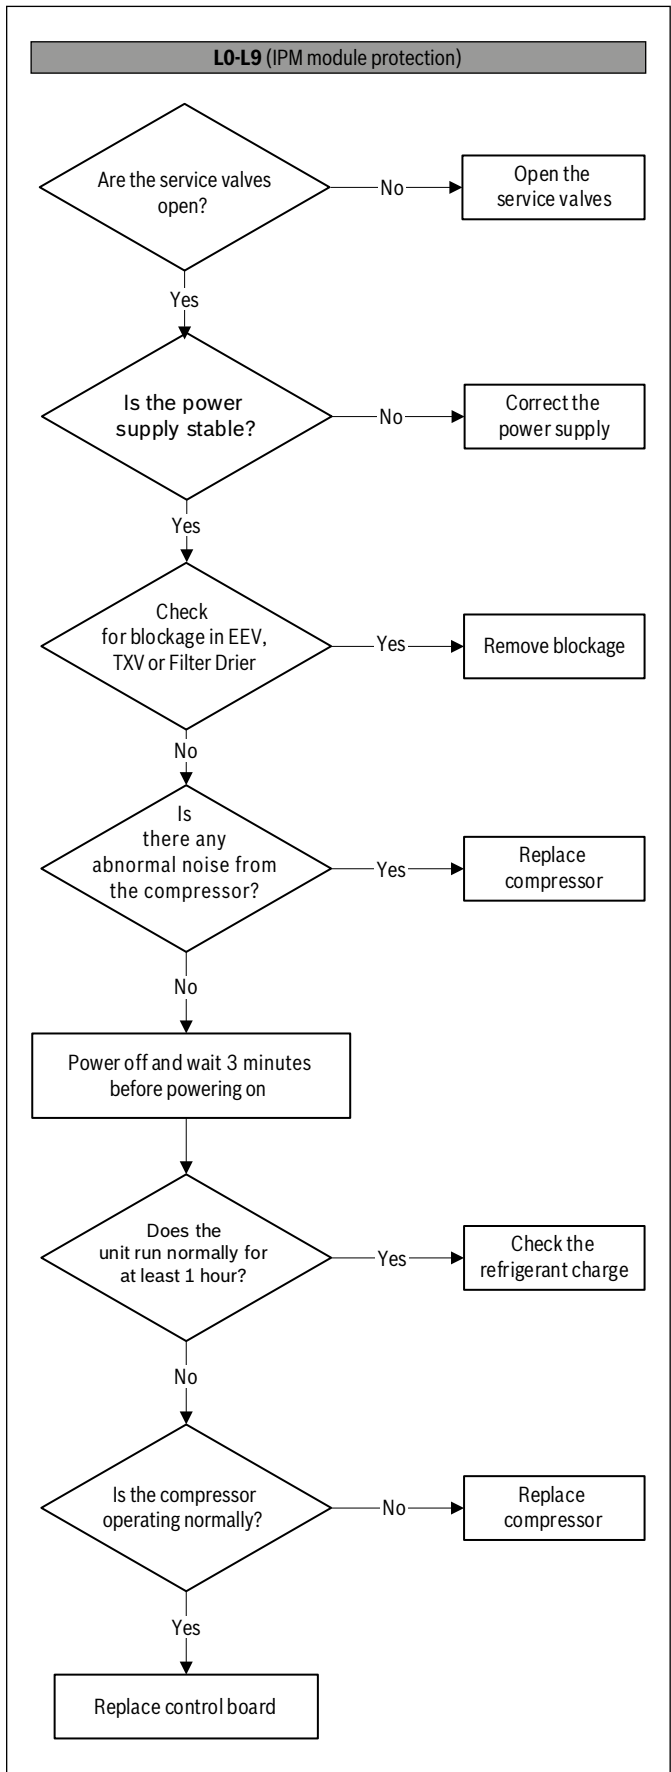 L0-L9 (IPM module protection)
Are the service valves
open?
No
Open the
service valves
Yes
Is the power
supply stable?
No
Correct the
power supply
Yes
Check
for blockage in EEV,
TXV or Filter Drier
Yes
Remove blockage
No
Is
there any
abnormal noise from
the compressor?
Yes
Replace
compressor
No
Power off and wait 3 minutes
before powering on
Does the
unit run normally for
at least 1 hour?
Yes
Check the
refrigerant charge
No
Is the compressor
operating normally?
No
Replace
compressor
Yes
Replace control board